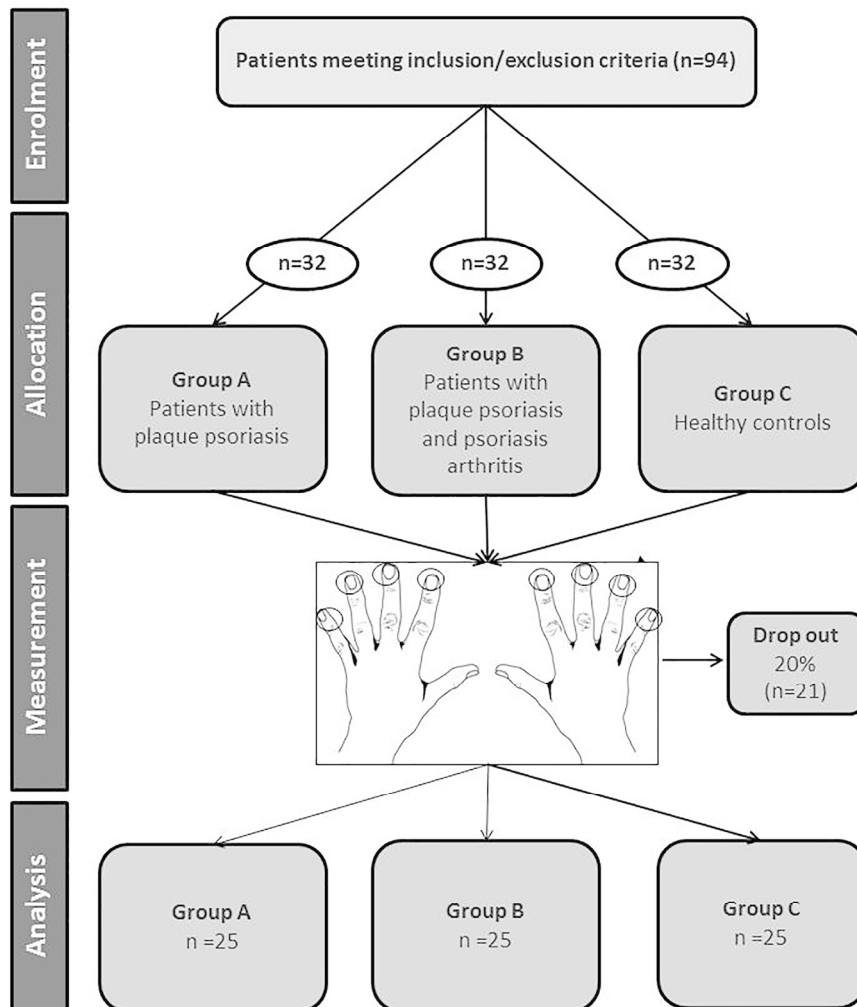 Enrolment
Patients meeting inclusion/exclusion criteria (n=94)
Allocation
n=32
n=32
n=32
Group A
Patients with
plaque psoriasis
Group B
Patients with
plaque psoriasis
and psoriasis
arthritis
Group C
Healthy controls
Measurement
Drop out
20%
(n=21)
Analysis
Group A
n =25
Group B
n =25
Group C
n =25